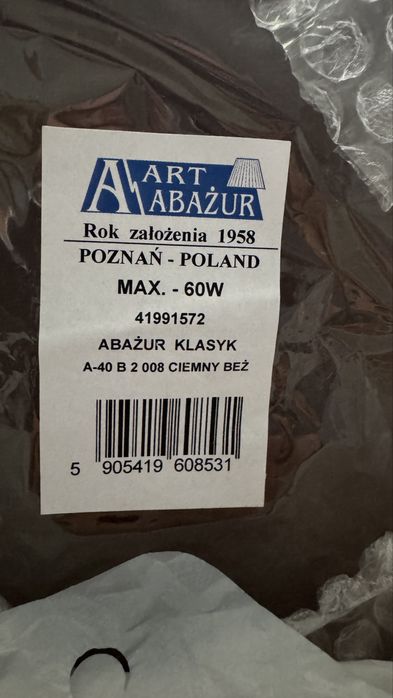 ART
ABAŻUR
Rok założenia 1958
POZNAŃ - POLAND
MAX. - 60W
41991572
ABAŻUR KLASYK
A-40 B 2 008 CIEMNY BEŻ
5 905419 608531